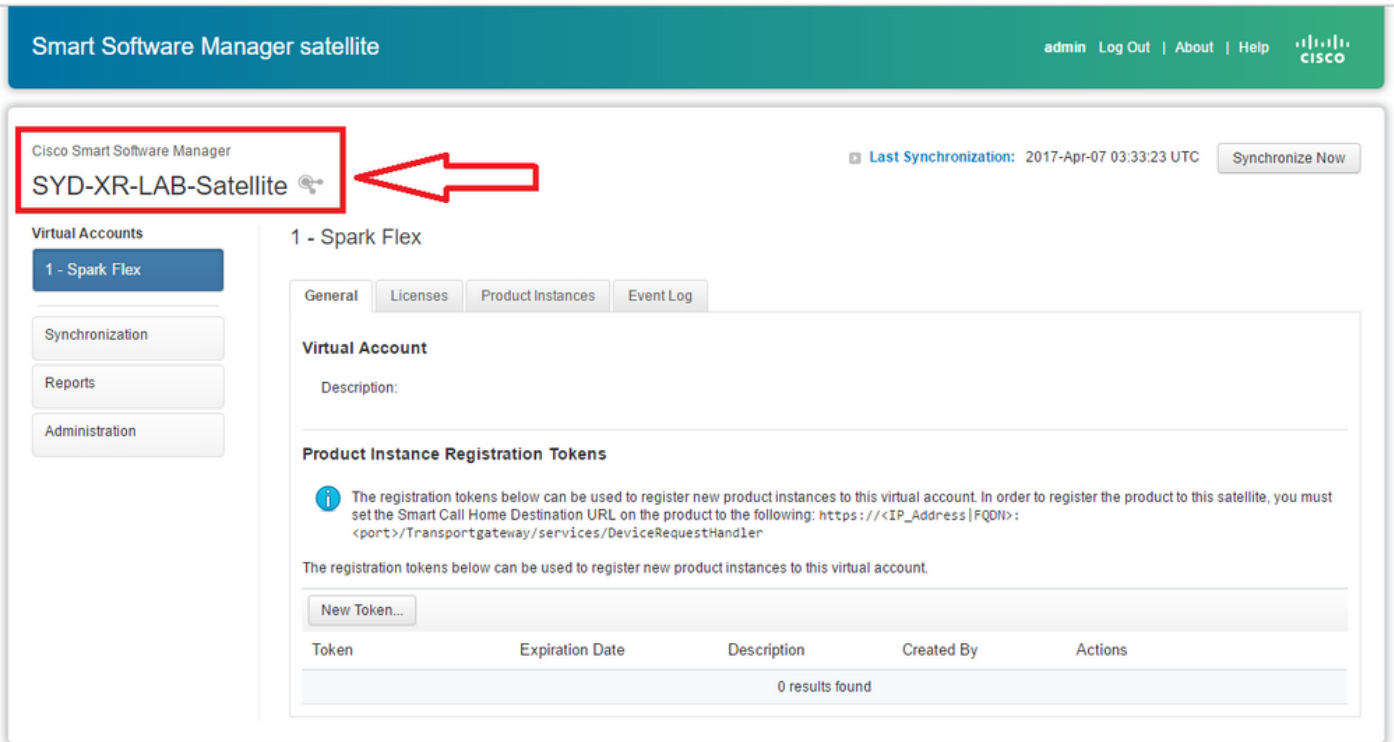 Smart Software Manager satellite
admin Log Out | About | Help
CISCO
Cisco Smart Software Manager
SYD-XR-LAB-Satellite
Last Synchronization: 2017-Apr-07 03:33:23 UTC
Synchronize Now
Virtual Accounts
1 - Spark Flex
Synchronization
Reports
Administration
1 - Spark Flex
General Licenses Product Instances Event Log
Virtual Account
Description:
Product Instance Registration Tokens
The registration tokens below can be used to register new product instances to this virtual account. In order to register the product to this satellite, you must
set the Smart Call Home Destination URL on the product to the following: https://<IP_Address|FQDN>:
<port>/Transportgateway/services/DeviceRequestHandler
The registration tokens below can be used to register new product instances to this virtual account.
New Token...
Token Expiration Date Description Created By Actions
0 results found